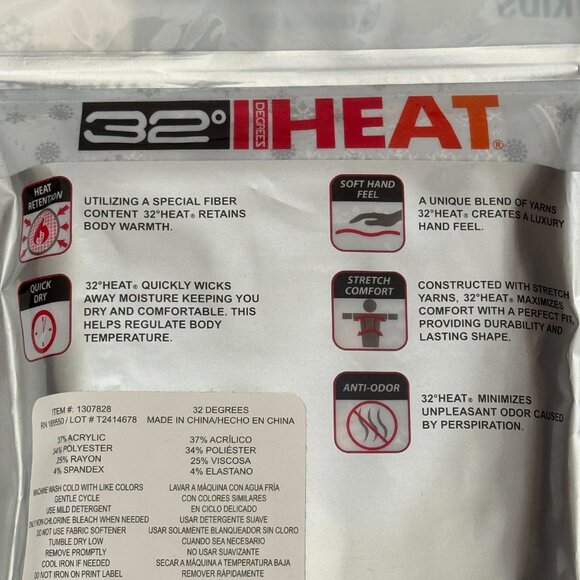 KIDS
32° DEGREES HEAT®
HEAT
RETENTION
UTILIZING A SPECIAL FIBER
CONTENT 32°HEAT® RETAINS
BODY WARMTH.
QUICK
DRY
32°HEAT® QUICKLY WICKS
AWAY MOISTURE KEEPING YOU
DRY AND COMFORTABLE. THIS
HELPS REGULATE BODY
TEMPERATURE.
SOFT HAND
FEEL
A UNIQUE BLEND OF YARNS
32°HEAT® CREATES A LUXURY
HAND FEEL.
STRETCH
COMFORT
CONSTRUCTED WITH STRETCH
YARNS, 32°HEAT® MAXIMIZES
COMFORT WITH A PERFECT FIT,
PROVIDING DURABILITY AND
LASTING SHAPE.
ANTI-ODOR
32°HEAT® MINIMIZES
UNPLEASANT ODOR CAUSED
BY PERSPIRATION.
ITEM #: 1307828
/ LOT # T2414678
37% ACRYLIC
34% POLYESTER
25% RAYON
4% SPANDEX
MACHINE WASH COLD WITH LIKE COLORS
GENTLE CYCLE
USE MILD DETERGENT
ONLY NON-CHLORINE BLEACH WHEN NEEDED
DO NOT USE FABRIC SOFTENER
TUMBLE DRY LOW
REMOVE PROMPTLY
COOL IRON IF NEEDED
DO NOT IRON ON PRINT LABEL
32 DEGREES
MADE IN CHINA/HECHO EN CHINA
37% ACRÍLICO
34% POLIÉSTER
25% VISCOSA
4% ELASTANO
LAVAR A MÁQUINA CON AGUA FRÍA
CON COLORES SIMILARES
EN CICLO DELICADO
USAR DETERGENTE SUAVE
USAR SOLAMENTE BLANQUEADOR SIN CLORO
CUANDO SEA NECESARIO
NO USAR SUAVIZANTE
SECAR A MÁQUINA A TEMPERATURA BAJA
REMOVER RÁPIDAMENTE